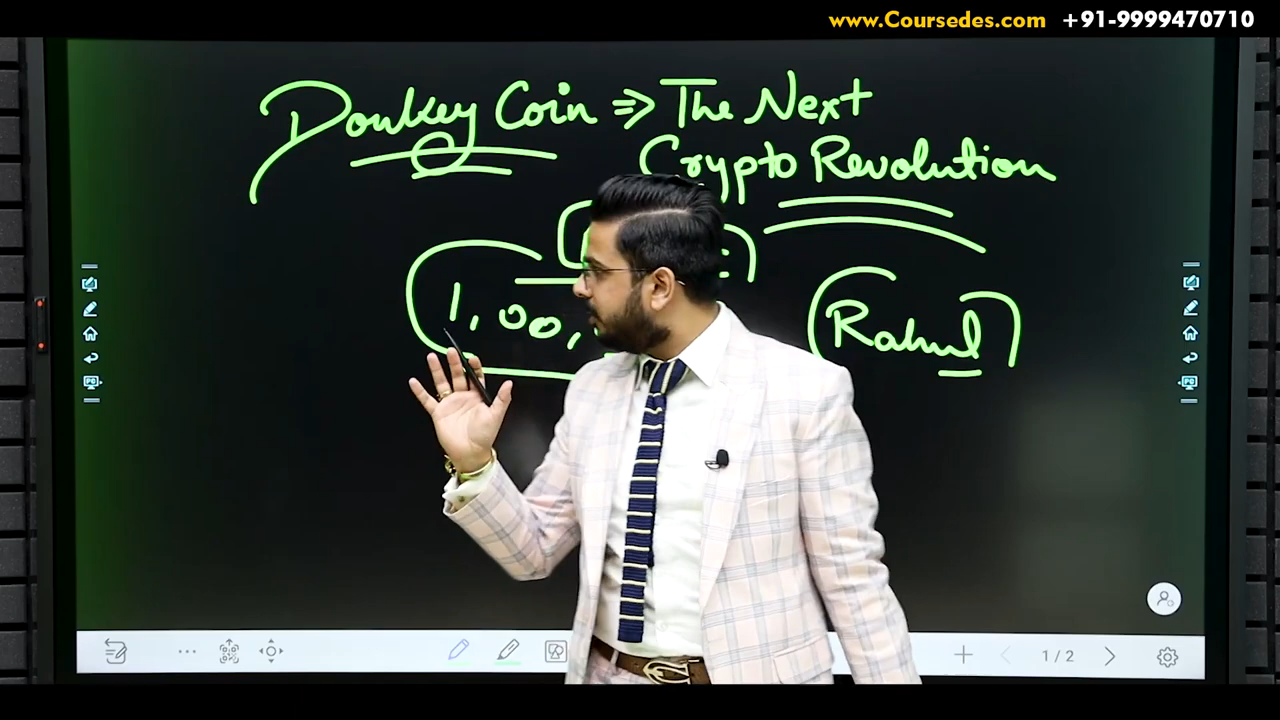 www.Coursedes.com +91-9999470710
Donkey Coin ⇒ The Next
Crypto Revolution
1,00,
Rahul
1/2